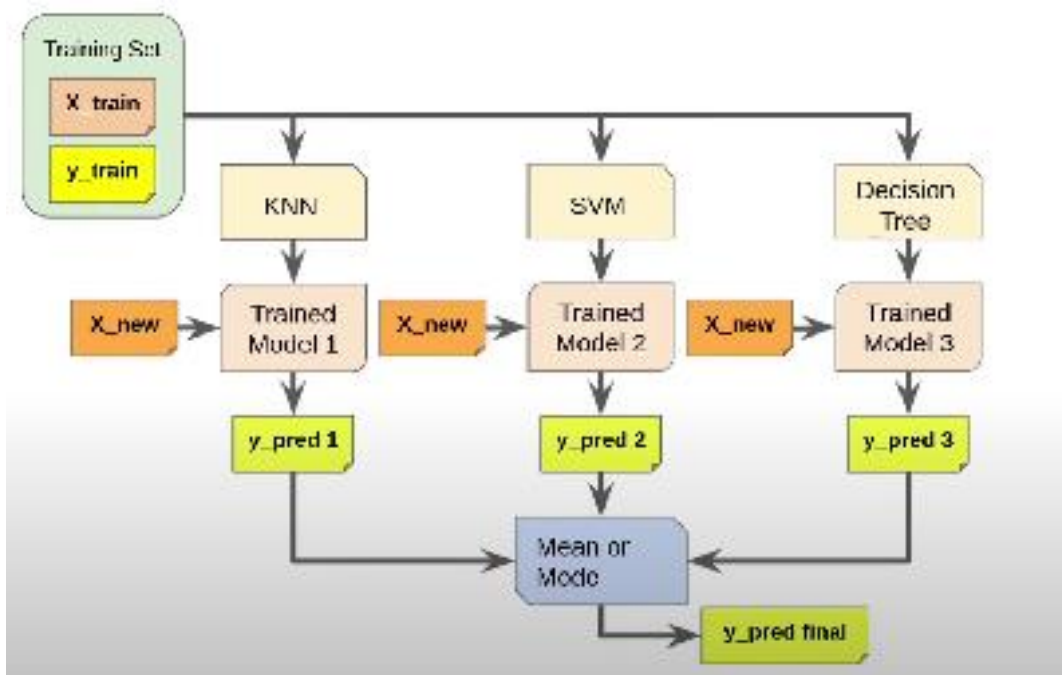 Training Set
X_train
y_train
KNN
SVM
Decision
Tree
X_new
Trained
Model 1
X_new
Trained
Model 2
X_new
Trained
Model 3
y_pred 1
y_pred 2
y_pred 3
Mean or
Mode
y_pred final